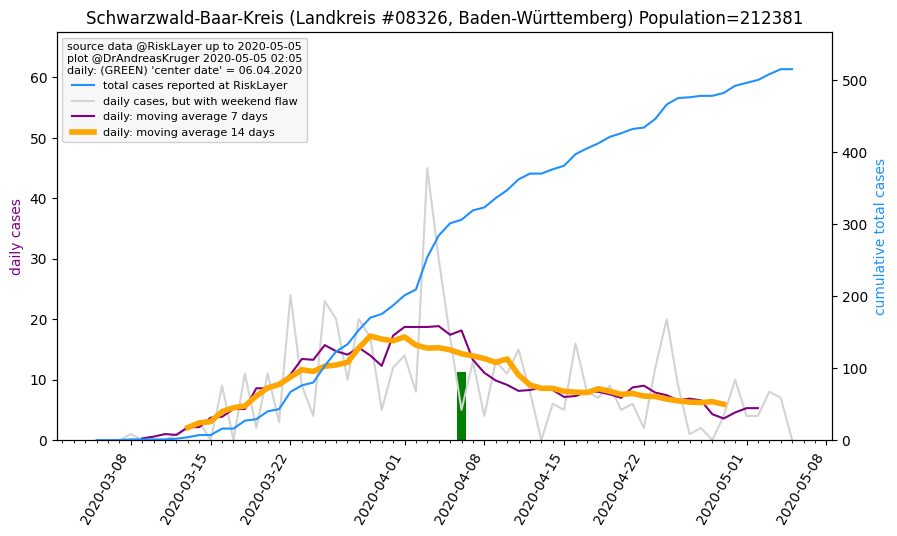 Schwarzwald-Baar-Kreis (Landkreis #08326, Baden-Württemberg) Population=212381
source data @RiskLayer up to 2020-05-05
plot @DrAndreasKruger 2020-05-05 02:05
daily: (GREEN) 'center date' = 06.04.2020
total cases reported at RiskLayer
daily cases, but with weekend flaw
daily: moving average 7 days
daily: moving average 14 days
daily cases
60
50
40
30
20
10
0
cumulative total cases
500
400
300
200
100
0
2020-03-08
2020-03-15
2020-03-22
2020-04-01
2020-04-08
2020-04-15
2020-04-22
2020-05-01
2020-05-08